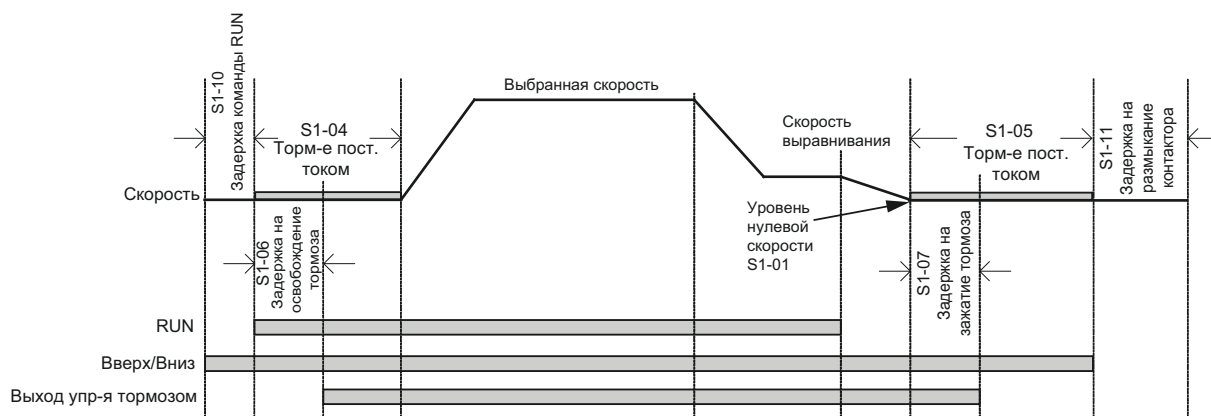 S1-10
Задержка команды RUN
S1-04
Торм-е пост.
током
Выбранная скорость
Скорость
выравнивания
S1-05
Торм-е пост.
током
S1-11
Задержка на
размыкание
контактора
Скорость
S1-06
Задержка на
освобождение
тормоза
Уровень
нулевой
скорости
S1-01
S1-07
Задержка на
зажатие тормоза
RUN
Вверх/Вниз
Выход упр-я тормозом